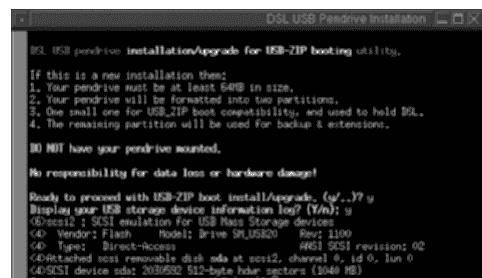 DSL USB Pendrive Installation
DSL USB pendrive installation/upgrade for USB-ZIP booting utility.
If this is a new installation then:
1. Your pendrive must be at least 64MB in size.
2. Your pendrive will be formatted into two partitions.
3. One small one for USB_ZIP boot compatibility, and used to hold DSL.
4. The remaining partition will be used for backup & extensions.
DO NOT have your pendrive mounted.
No responsibility for data loss or hardware damage!
Ready to proceed with USB-ZIP boot install/upgrade. (y/..)? y
Display your USB storage device information log? (Y/n): y
<6>scsi2 : SCSI emulation for USB Mass Storage devices
<4> Vendor: Flash Model: Drive SM_USB20 Rev: 1100
<4> Type: Direct-Access ANSI SCSI revision: 02
<4>Attached scsi removable disk sda at scsi2, channel 0, id 0, lun 0
<4>SCSI device sda: 2030592 512-byte hdwr sectors (1040 MB)